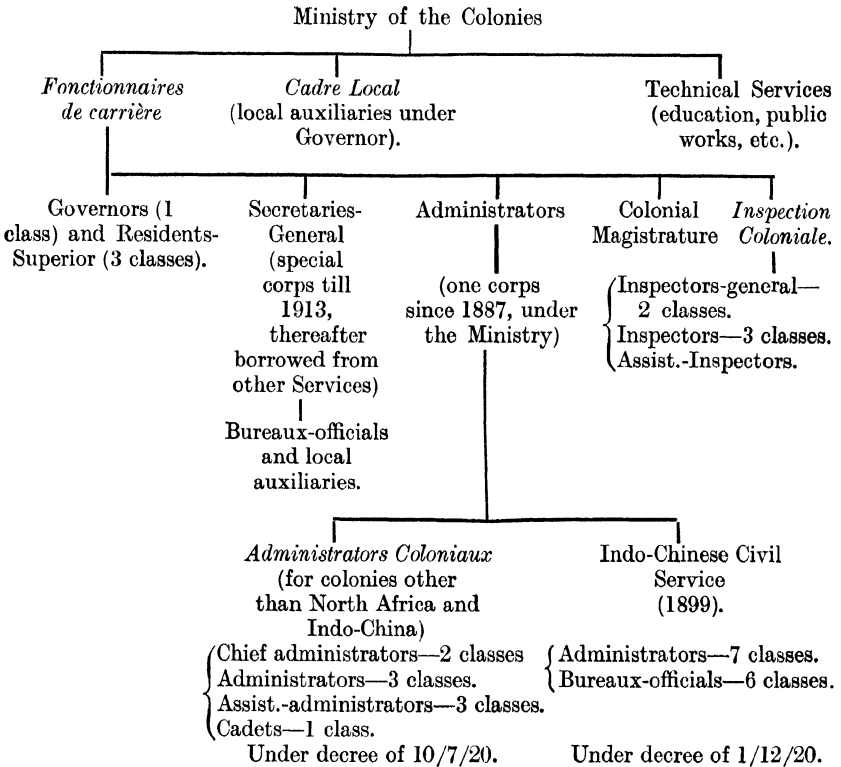 Ministry of the Colonies
Fonctionnaires
de carrière
Cadre Local
(local auxiliaries under
Governor).
Technical Services
(education, public
works, etc.).
Governors (1
class) and Residents-
Superior (3 classes).
Secretaries-
General
(special
corps till
1913,
thereafter
borrowed from
other Services)
Bureaux-officials
and local
auxiliaries.
Administrators
(one corps
since 1887, under
the Ministry)
Colonial
Magistrature
Inspection
Coloniale.
Inspectors-general—
2 classes.
Inspectors—3 classes.
Assist.-Inspectors.
Administrators Coloniaux
(for colonies other
than North Africa and
Indo-China)
Chief administrators—2 classes
Administrators—3 classes.
Assist.-administrators—3 classes.
Cadets—1 class.
Under decree of 10/7/20.
Indo-Chinese Civil
Service
(1899).
Administrators—7 classes.
Bureaux-officials—6 classes.
Under decree of 1/12/20.